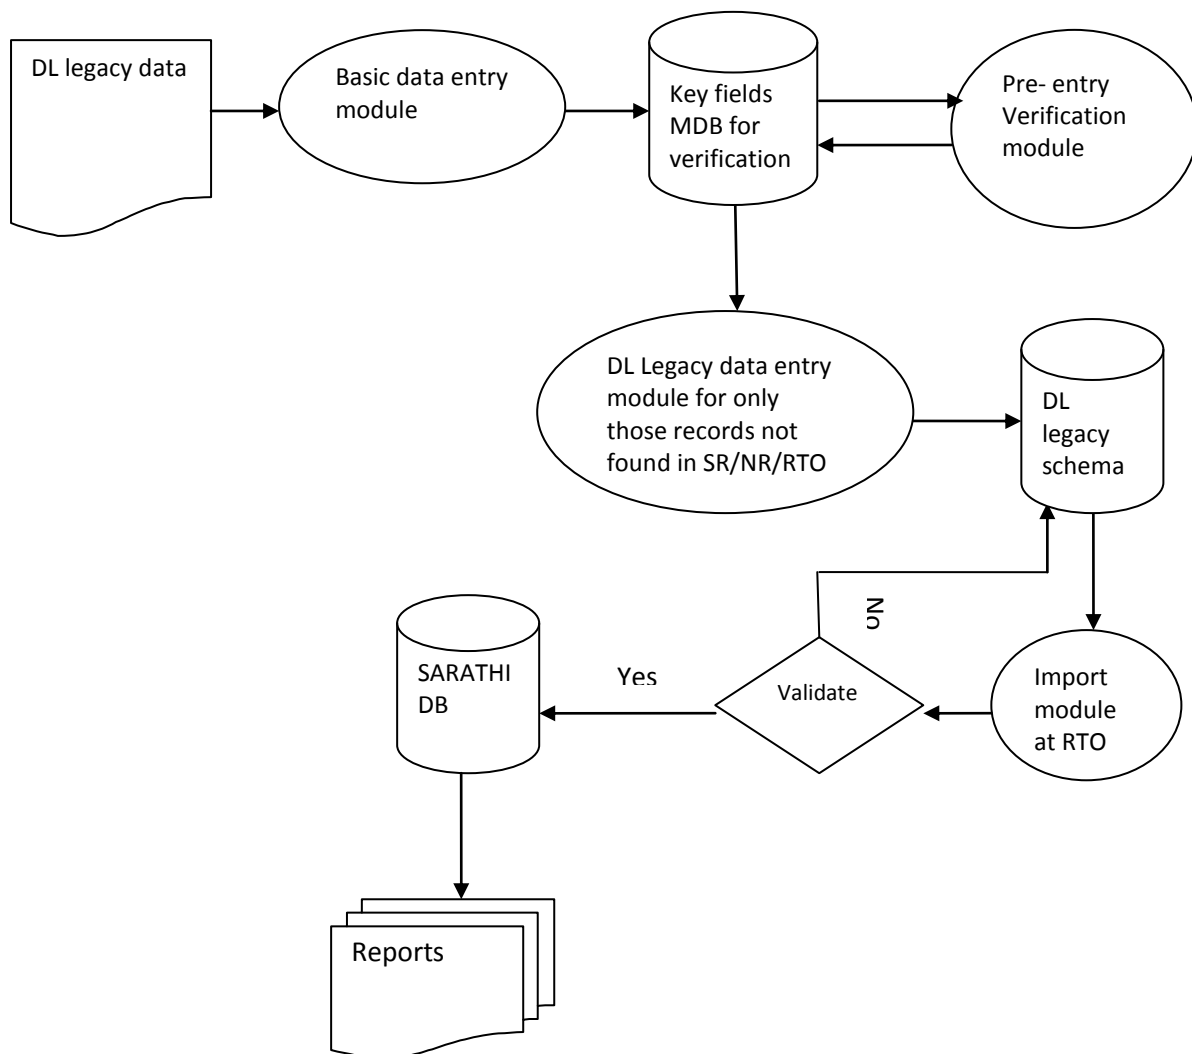 DL legacy data
Basic data entry
module
Key fields
MDB for
verification
Pre- entry
Verification
module
DL Legacy data entry
module for only
those records not
found in SR/NR/RTO
DL
legacy
schema
No
SARATHI
DB
Yes
Validate
Import
module
at RTO
Reports